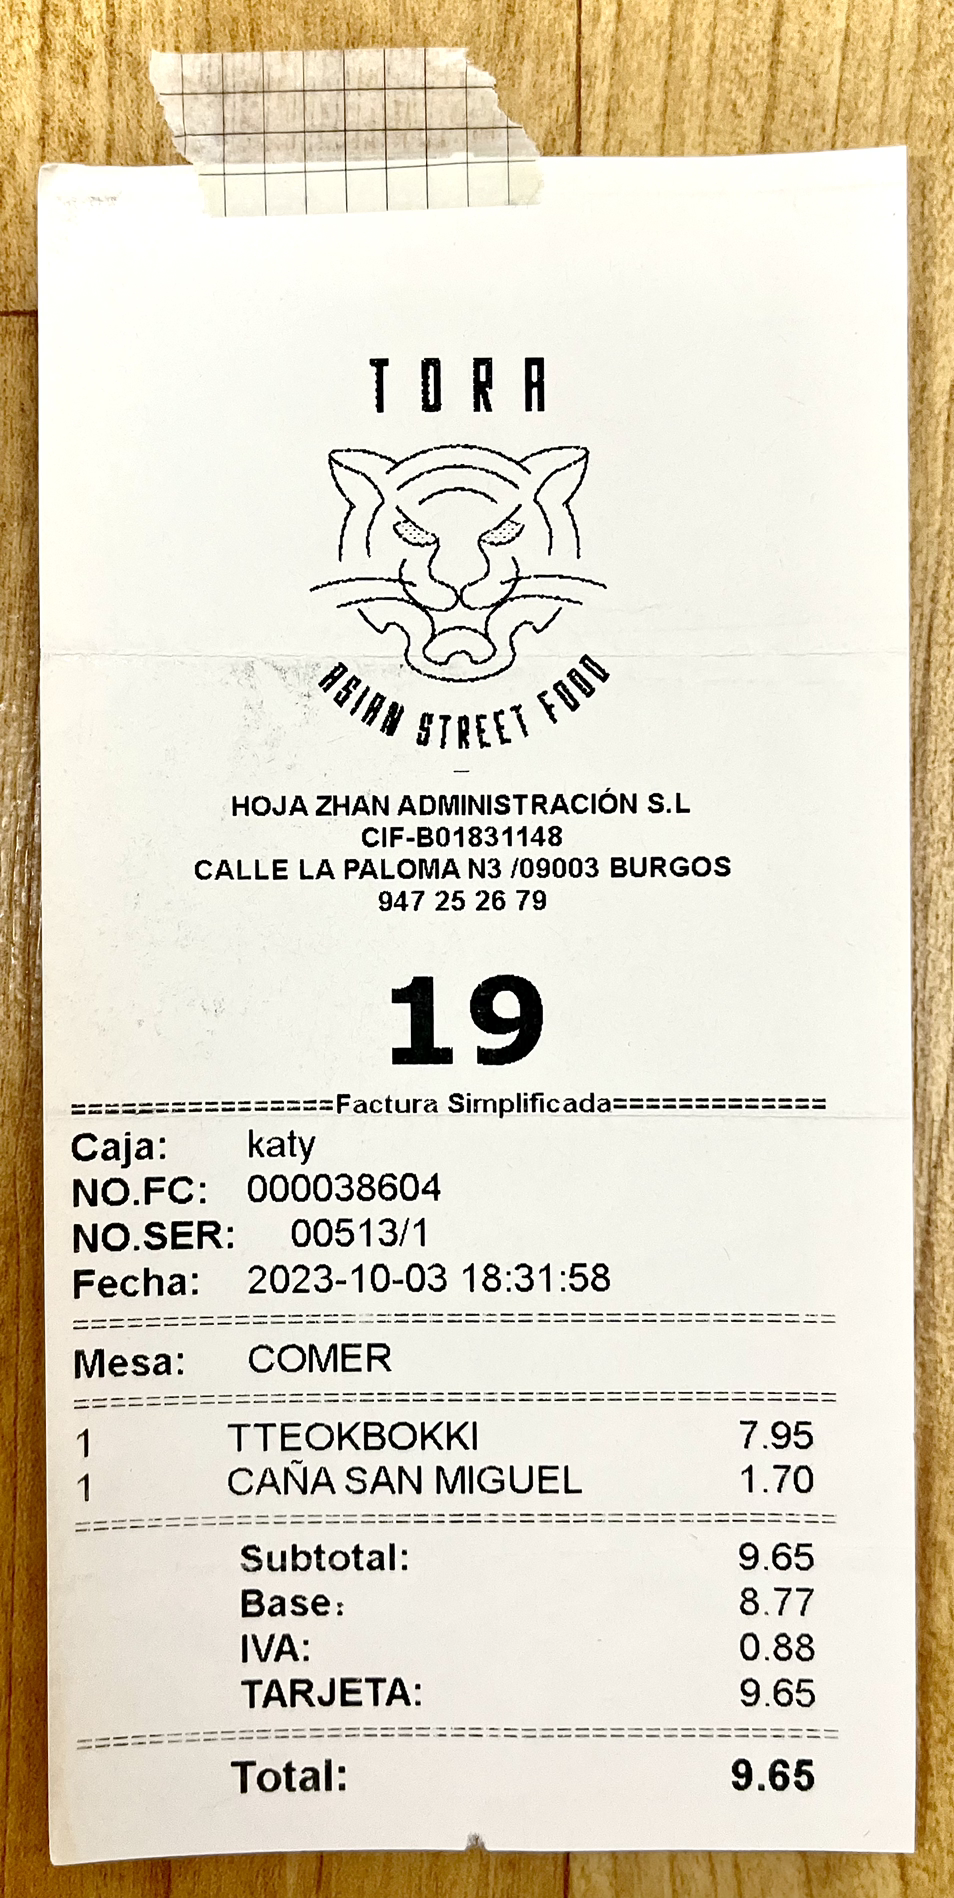 TORA
ASIAN STREET FOOD
HOJA ZHAN ADMINISTRACIÓN S.L
CIF-B01831148
CALLE LA PALOMA N3 /09003 BURGOS
947 25 26 79
19
================Factura Simplificada=============
Caja: katy
NO.FC: 000038604
NO.SER: 00513/1
Fecha: 2023-10-03 18:31:58
Mesa: COMER
1 TTEOKBOKKI 7.95
1 CAÑA SAN MIGUEL 1.70
Subtotal: 9.65
Base: 8.77
IVA: 0.88
TARJETA: 9.65
Total: 9.65